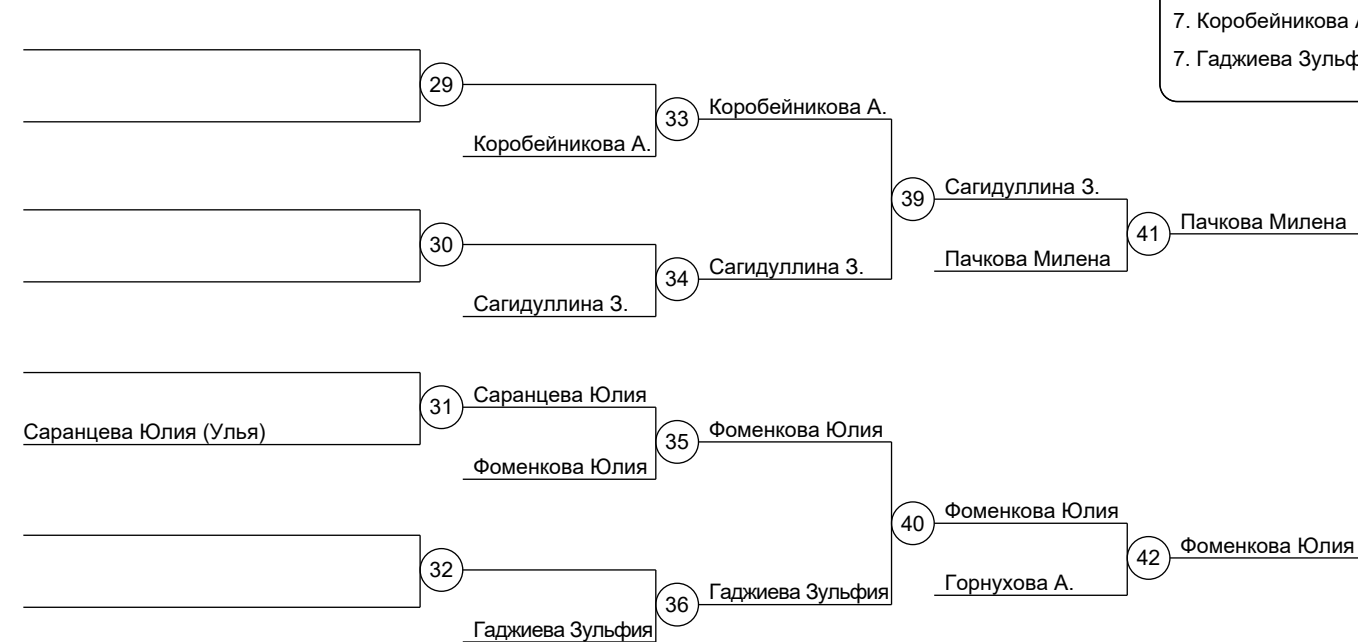 7. Коробейникова
7. Гаджиева
29
33
Коробейникова А.
Коробейникова А.
39
Сагидуллина З.
41
Пачкова Милена
30
34
Сагидуллина З.
Пачкова Милена
Сагидуллина З.
31
Саранцева Юлия
35
Фоменкова Юлия
Саранцева Юлия (Улья)
Фоменкова Юлия
40
Фоменкова Юлия
42
Фоменкова Юлия
32
36
Гаджиева Зульфия
Горнухова А.
Гаджиева Зульфия